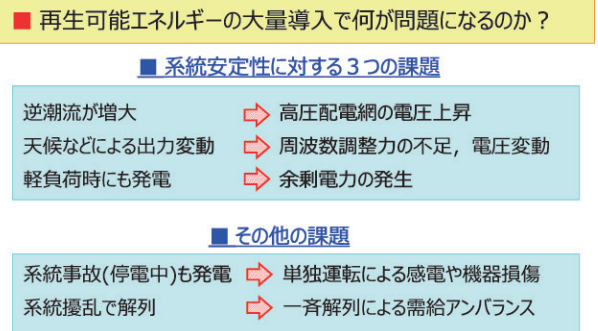 ■ 再生可能エネルギーの大量導入で何が問題になるのか？
■ 系統安定性に対する３つの課題
逆潮流が増大 ⇨ 高圧配電網の電圧上昇
天候などによる出力変動 ⇨ 周波数調整力の不足，電圧変動
軽負荷時にも発電 ⇨ 余剰電力の発生
■ その他の課題
系統事故(停電中)も発電 ⇨ 単独運転による感電や機器損傷
系統擾乱で解列 ⇨ 一斉解列による需給アンバランス